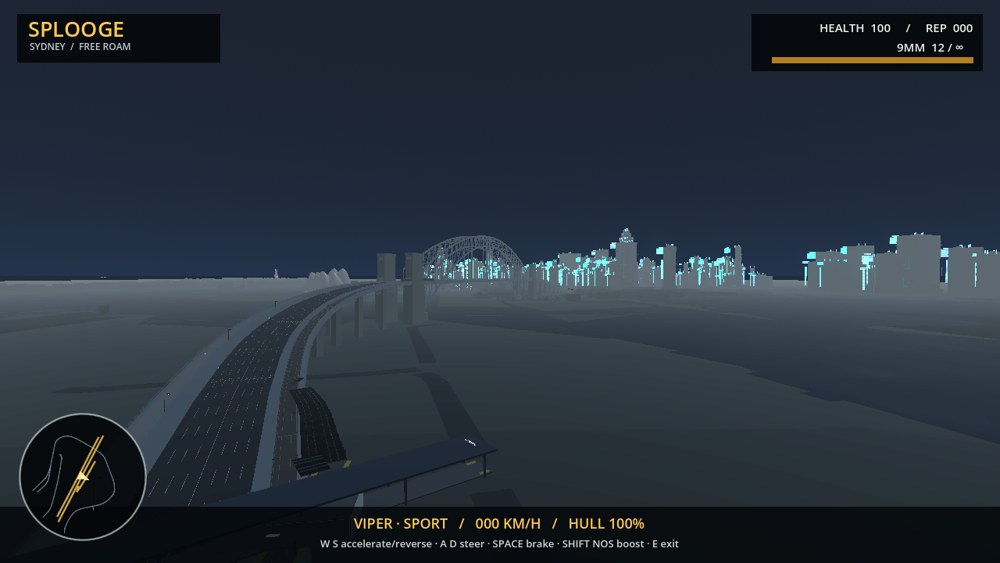 SPLOOGE
SYDNEY / FREE ROAM
HEALTH 100 / REP 000
9MM 12 / ∞
VIPER · SPORT / 000 KM/H / HULL 100%
W S accelerate/reverse · A D steer · SPACE brake · SHIFT NOS boost · E exit